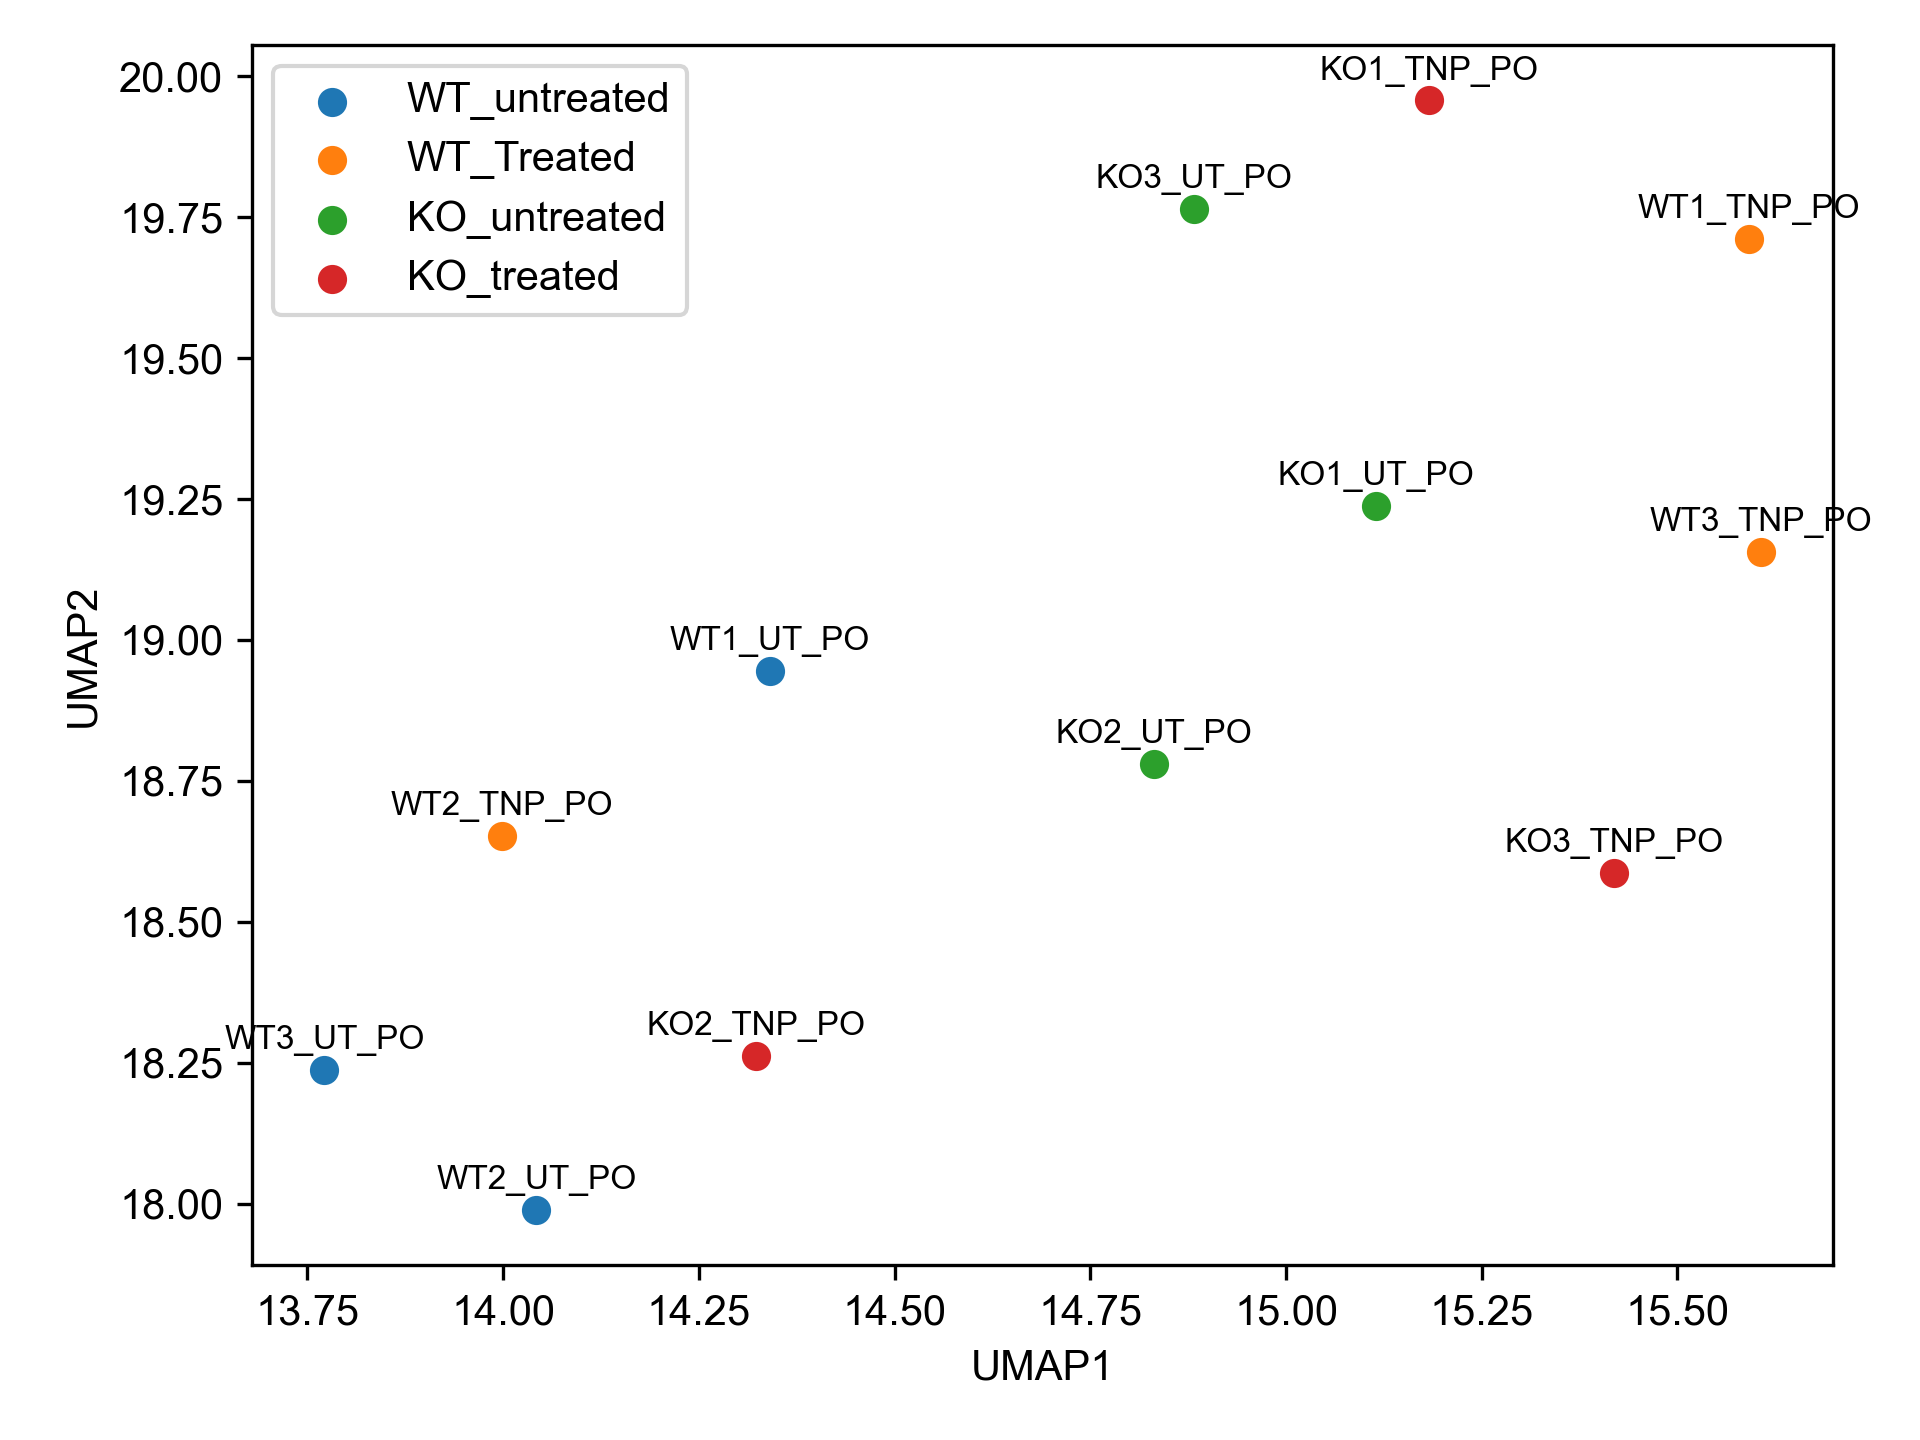 WT_untreated
WT_Treated
KO_untreated
KO_treated
KO1_TNP_PO
KO3_UT_PO
WT1_TNP_PO
KO1_UT_PO
WT3_TNP_PO
WT1_UT_PO
KO2_UT_PO
WT2_TNP_PO
KO3_TNP_PO
KO2_TNP_PO
WT3_UT_PO
WT2_UT_PO
UMAP2
20.00
19.75
19.50
19.25
19.00
18.75
18.50
18.25
18.00
13.75 14.00 14.25 14.50 14.75 15.00 15.25 15.50
UMAP1